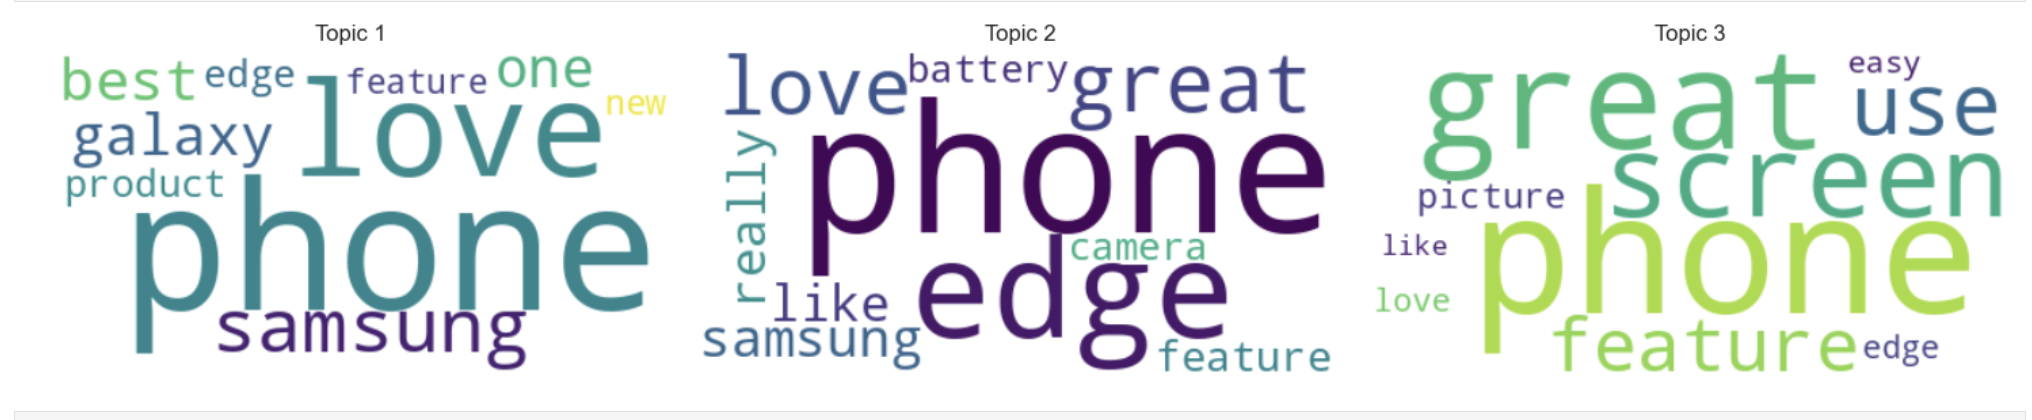 Topic 1
best edge feature one
love new
galaxy
product
phone
samsung
Topic 2
love battery great
really
phone
camera
edge
like
samsung
feature
Topic 3
great easy
use
screen
picture
phone
like
love
feature edge